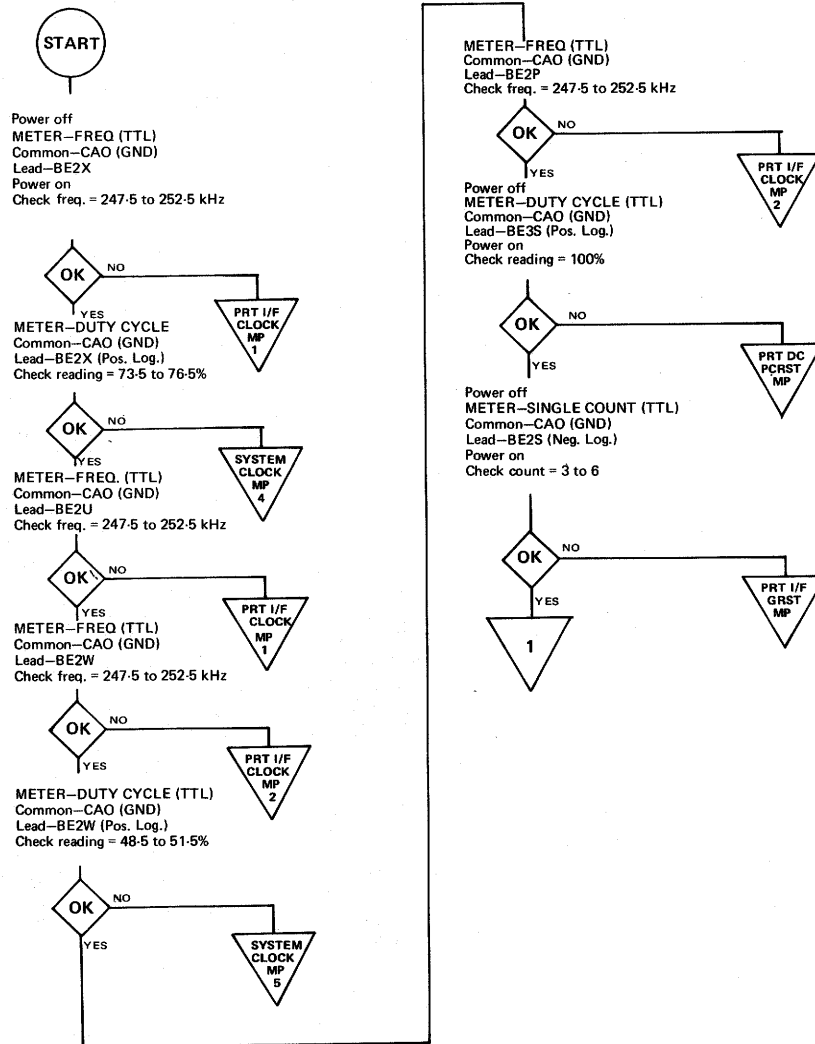 START
Power off
METER–FREQ (TTL)
Common–CAO (GND)
Lead–BE2X
Power on
Check freq. = 247·5 to 252·5 kHz
OK
NO
YES
PRT I/F
CLOCK
MP
1
METER–DUTY CYCLE
Common–CAO (GND)
Lead–BE2X (Pos. Log.)
Check reading = 73·5 to 76·5%
OK
NO
YES
SYSTEM
CLOCK
MP
4
METER–FREQ. (TTL)
Common–CAO (GND)
Lead–BE2U
Check freq. = 247·5 to 252·5 kHz
OK
NO
YES
PRT I/F
CLOCK
MP
1
METER–FREQ (TTL)
Common–CAO (GND)
Lead–BE2W
Check freq. = 247·5 to 252·5 kHz
OK
NO
YES
PRT I/F
CLOCK
MP
2
METER–DUTY CYCLE (TTL)
Common–CAO (GND)
Lead–BE2W (Pos. Log.)
Check reading = 48·5 to 51·5%
OK
NO
YES
SYSTEM
CLOCK
MP
5
METER–FREQ (TTL)
Common–CAO (GND)
Lead–BE2P
Check freq. = 247·5 to 252·5 kHz
OK
NO
YES
PRT I/F
CLOCK
MP
2
Power off
METER–DUTY CYCLE (TTL)
Common–CAO (GND)
Lead–BE3S (Pos. Log.)
Power on
Check reading = 100%
OK
NO
YES
PRT DC
PCRST
MP
Power off
METER–SINGLE COUNT (TTL)
Common–CAO (GND)
Lead–BE2S (Neg. Log.)
Power on
Check count = 3 to 6
OK
NO
YES
PRT I/F
GRST
MP
1